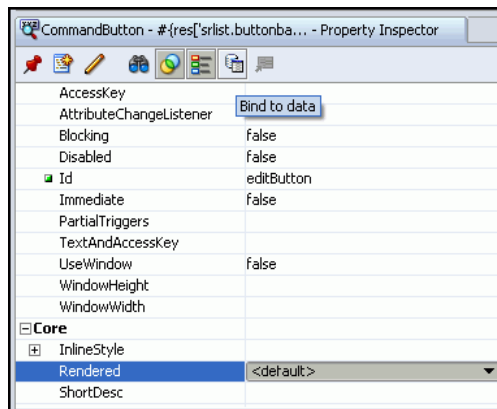 CommandButton - #{res['srlist.buttonba... - Property Inspector
AccessKey
AttributeChangeListener
Bind to data
Blocking false
Disabled false
Id editButton
Immediate false
PartialTriggers
TextAndAccessKey
UseWindow false
WindowHeight
WindowWidth
Core
InlineStyle
Rendered <default>
ShortDesc